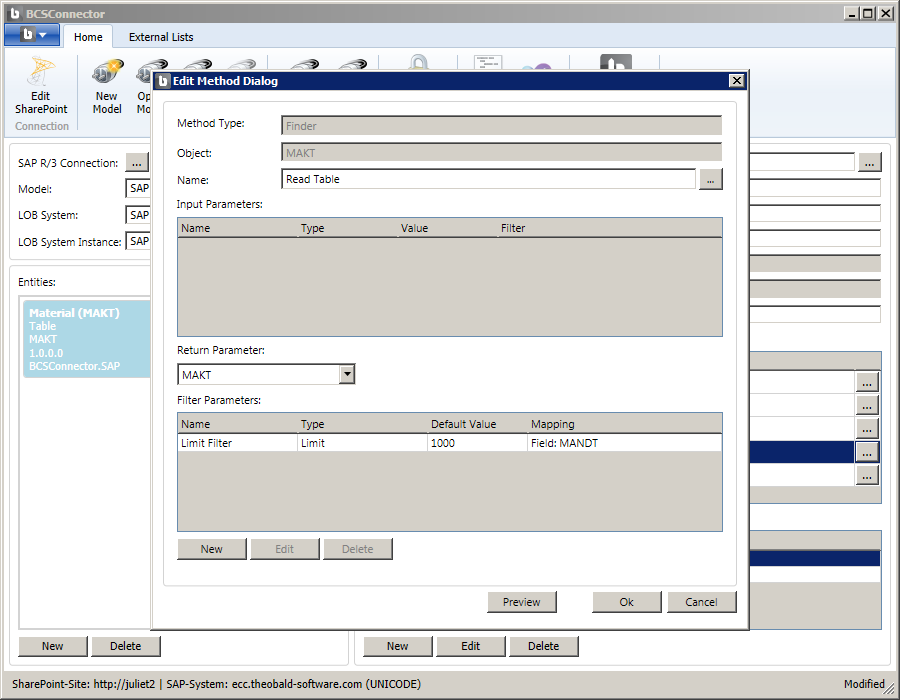 BCSConnector
Home
External Lists
Edit
SharePoint
New
Model
Op
Mo
Connection
SAP R/3 Connection:
...
...
Model:
SAP
LOB System:
SAP
LOB System Instance:
SAP
Entities:
Material (MAKT)
Table
MAKT
1.0.0.0
BCSConnector.SAP
Edit Method Dialog
Method Type:
Finder
Object:
MAKT
Name:
Read Table
...
Input Parameters:
Name Type Value Filter
Return Parameter:
MAKT
Filter Parameters:
Name Type Default Value Mapping
Limit Filter Limit 1000 Field: MANDT
New Edit Delete
Preview Ok Cancel
...
...
...
...
...
New Delete
New Edit Delete
SharePoint-Site: http://juliet2 | SAP-System: ecc.theobald-software.com (UNICODE)
Modified